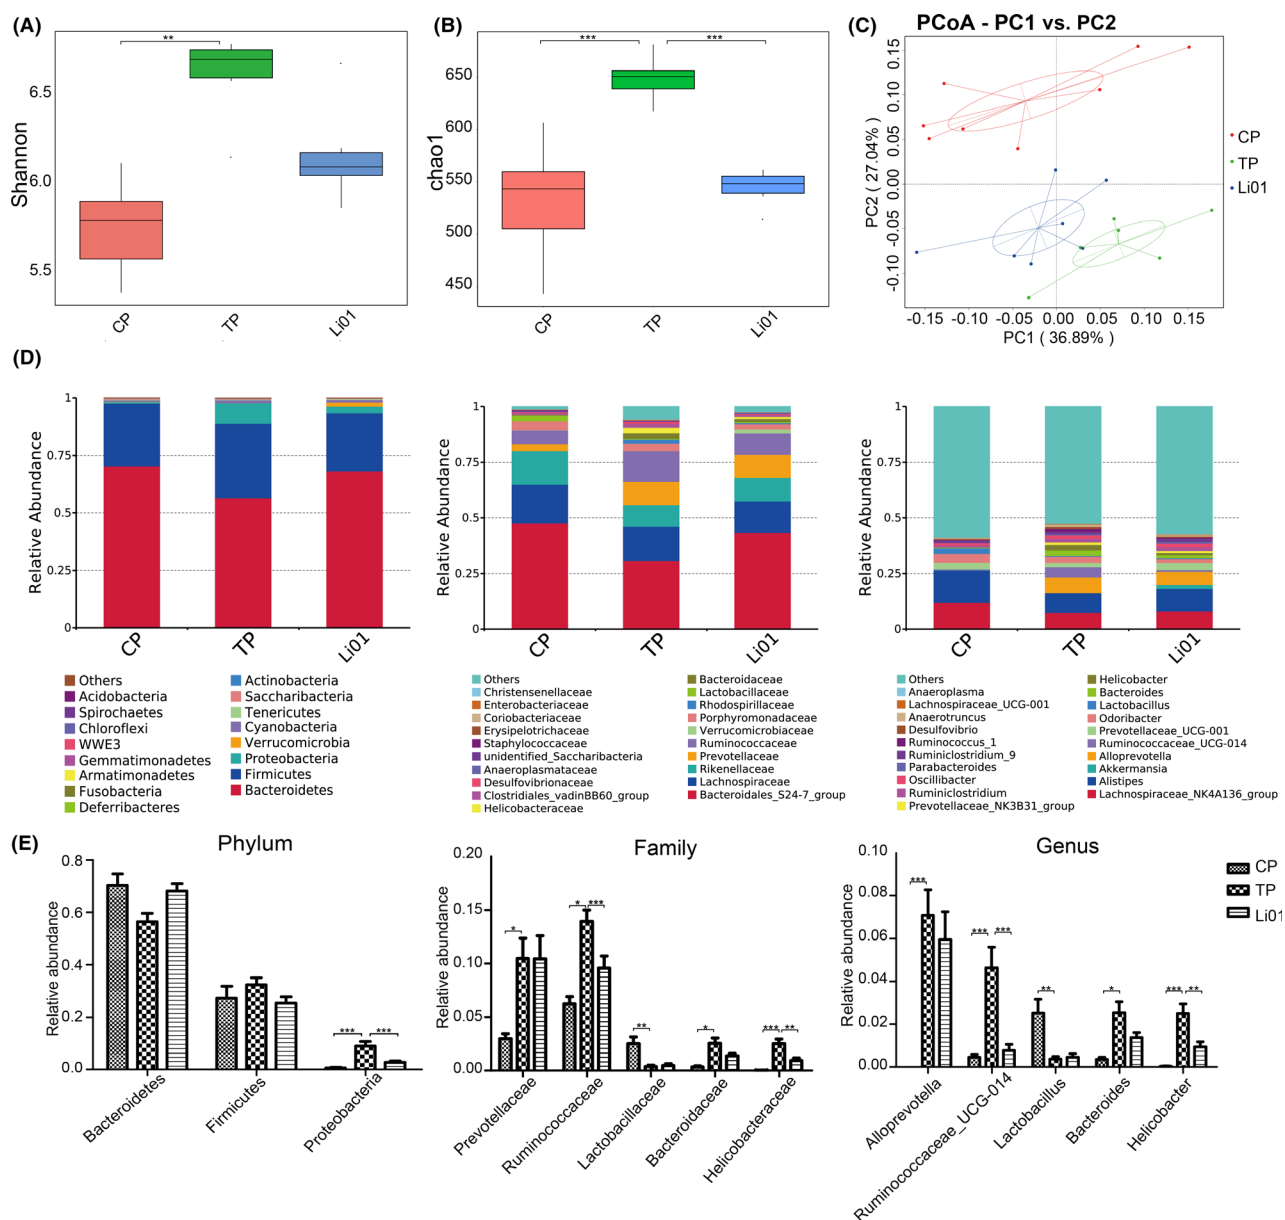 (A)
**
6.5
6.0
5.5
Shannon
CP
TP
Li01
(B)
***
***
650
600
550
500
450
chao1
CP
TP
Li01
(C)
PCoA - PC1 vs. PC2
0.15
0.10
0.05
0.00
-0.05
-0.10
PC2 ( 27.04% )
-0.15
-0.10
-0.05
0.00
0.05
0.10
0.15
PC1 ( 36.89% )
CP
TP
Li01
(D)
1
0.75
0.5
0.25
0
Relative Abundance
CP
TP
Li01
Others
Acidobacteria
Spirochaetes
Chloroflexi
WWE3
Gemmatimonadetes
Armatimonadetes
Fusobacteria
Deferribacteres
Actinobacteria
Saccharibacteria
Tenericutes
Cyanobacteria
Verrucomicrobia
Proteobacteria
Firmicutes
Bacteroidetes
1
0.75
0.5
0.25
0
Relative Abundance
CP
TP
Li01
Others
Christensenellaceae
Enterobacteriaceae
Coriobacteriaceae
Erysipelotrichaceae
Staphylococcaceae
unidentified_Saccharibacteria
Anaeroplasmataceae
Desulfovibrionaceae
Clostridiales_vadinBB60_group
Helicobacteraceae
Bacteroidaceae
Lactobacillaceae
Rhodospirillaceae
Porphyromonadaceae
Verrucomicrobiaceae
Ruminococcaceae
Prevotellaceae
Rikenellaceae
Lachnospiraceae
Bacteroidales_S24-7_group
1
0.75
0.5
0.25
0
Relative Abundance
CP
TP
Li01
Others
Anaeroplasma
Lachnospiraceae_UCG-001
Anaerotruncus
Desulfovibrio
Ruminococcus_1
Ruminiclostridium_9
Parabacteroides
Oscillibacter
Ruminiclostridium
Prevotellaceae_NK3B31_group
Helicobacter
Bacteroides
Lactobacillus
Odoribacter
Prevotellaceae_UCG-001
Ruminococcaceae_UCG-014
Alloprevotella
Akkermansia
Alistipes
Lachnospiraceae_NK4A136_group
(E)
Phylum
0.8
0.6
0.4
0.2
0.0
Relative abundance
***
***
Bacteroidetes
Firmicutes
Proteobacteria
Family
0.20
0.15
0.10
0.05
0.00
Relative abundance
*
*
***
**
*
***
**
Prevotellaceae
Ruminococcaceae
Lactobacillaceae
Bacteroidaceae
Helicobacteraceae
Genus
0.10
0.08
0.06
0.04
0.02
0.00
Relative abundance
***
***
***
**
*
***
**
Alloprevotella
Ruminococcaceae_UCG-014
Lactobacillus
Bacteroides
Helicobacter
CP
TP
Li01